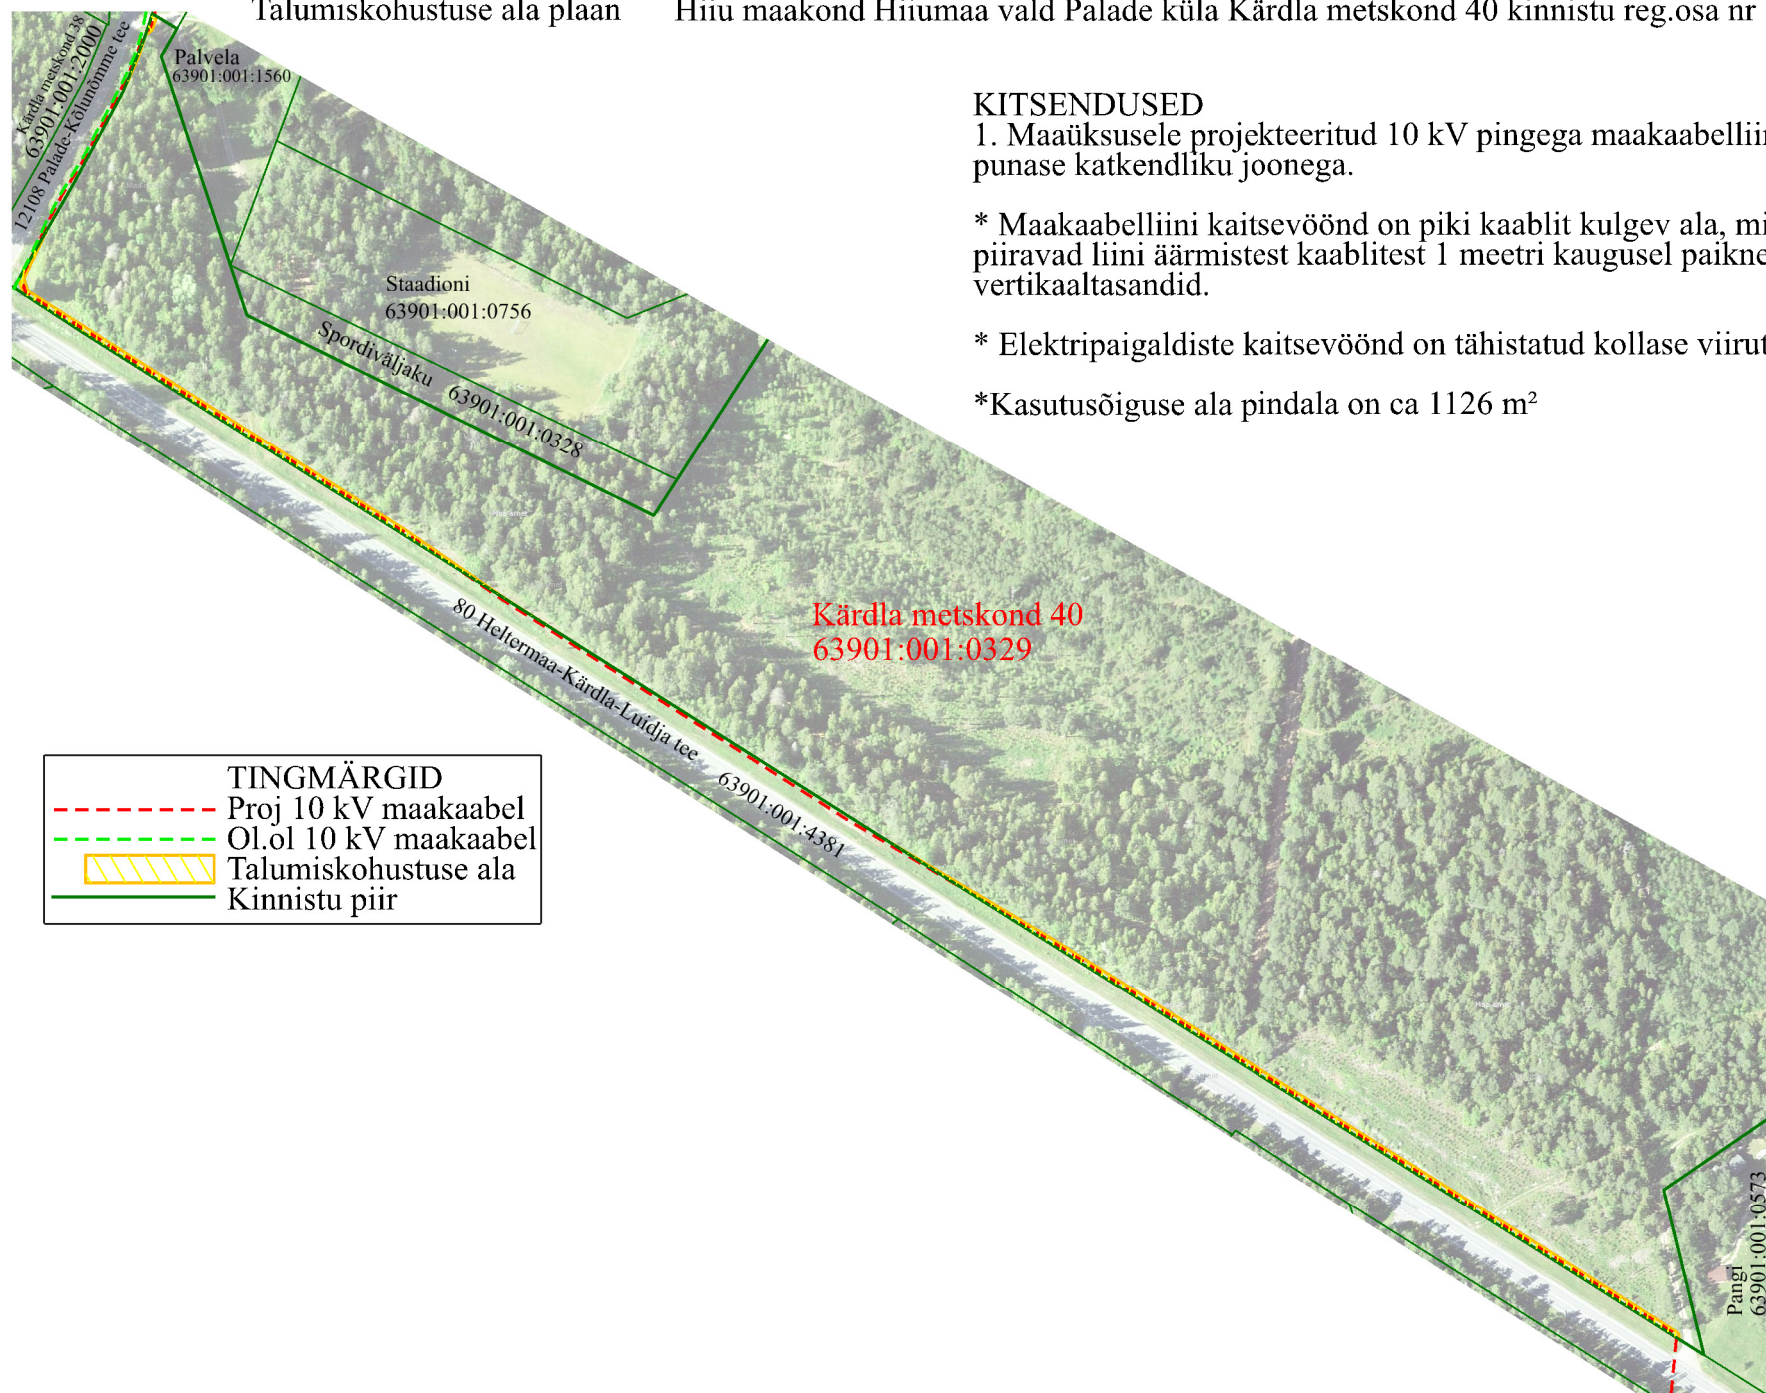 Talumiskohustuse ala plaan
Hiiu maakond Hiiumaa vald Palade küla Kärdla metskond 40 kinnistu reg.osa nr
KITSENDUSED
1. Maaüksusele projekteeritud 10 kV pingega
punase katkendliku joonega.
* Maakaabelliini kaitsevöönd on piki kaablit kulgev ala,
piiravad liini äärmistest kaablitest 1 meetri kaugusel
vertikaaltasandid.
* Elektripaigaldiste kaitsevöönd on tähistatud kollase
*Kasutusõiguse ala pindala on ca 1126 m²
Kärdla metskond 38
63901:001:2000
12108 Palade-Kõlunõmme tee
Palvela
63901:001:1560
Staadioni
63901:001:0756
Spordiväljaku 63901:001:0328
Kärdla metskond 40
63901:001:0329
80 Heltermaa-Kärdla-Luidja tee 63901:001:4381
TINGMÄRGID
Proj 10 kV maakaabel
Ol.ol 10 kV maakaabel
Talumiskohustuse ala
Kinnistu piir
Pangi
63901:001:0573